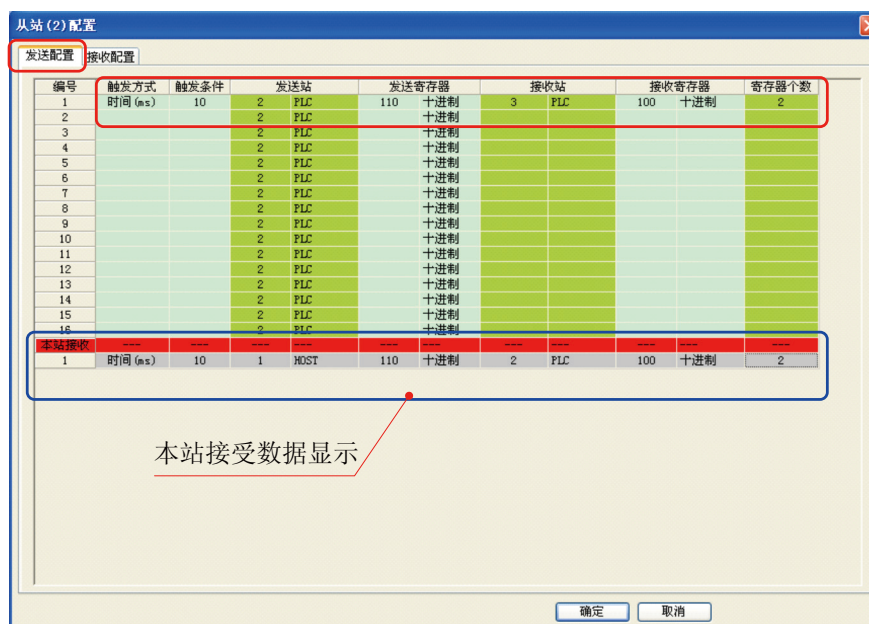 从站(2)配置
发送配置 接收配置
编号 触发方式 触发条件 发送站 发送寄存器 接收站 接收寄存器 寄存器个数
1 时间(ms) 10 2 PLC 110 十进制 3 PLC 100 十进制 2
2 2 PLC 十进制
3 2 PLC 十进制
4 2 PLC 十进制
5 2 PLC 十进制
6 2 PLC 十进制
7 2 PLC 十进制
8 2 PLC 十进制
9 2 PLC 十进制
10 2 PLC 十进制
11 2 PLC 十进制
12 2 PLC 十进制
13 2 PLC 十进制
14 2 PLC 十进制
15 2 PLC 十进制
16 2 PLC 十进制
本站接收 --- --- --- --- --- --- --- --- --- --- ---
1 时间(ms) 10 1 HOST 110 十进制 2 PLC 100 十进制 2
本站接受数据显示
确定 取消